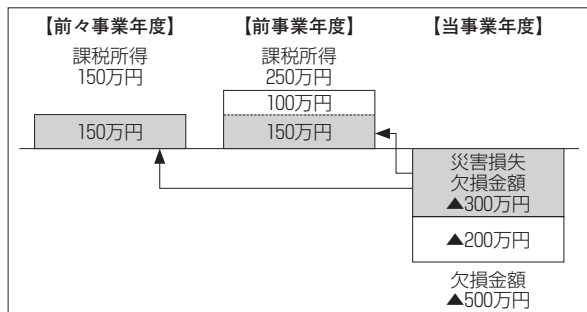 【前々事業年度】
課税所得
150万円
150万円
【前事業年度】
課税所得
250万円
100万円
150万円
【当事業年度】
災害損失
欠損金額
▲300万円
▲200万円
欠損金額
▲500万円